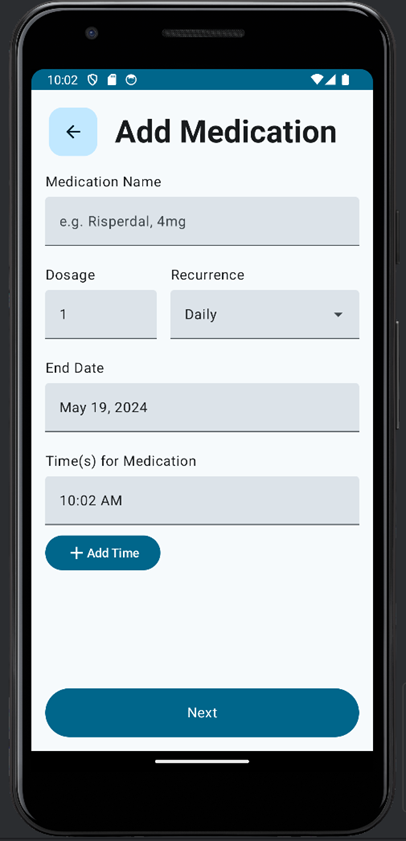 10:02
Add Medication
Medication Name
e.g. Risperdal, 4mg
Dosage Recurrence
1 Daily
End Date
May 19, 2024
Time(s) for Medication
10:02 AM
+ Add Time
Next